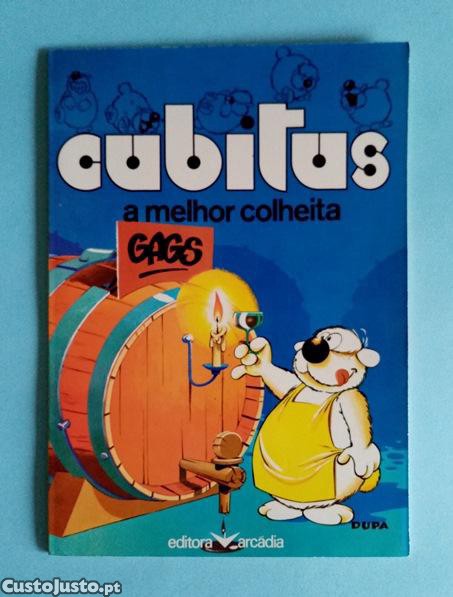 cubitus
a melhor colheita
GAGS
DUPA
editora arcádia
CustoJusto.pt